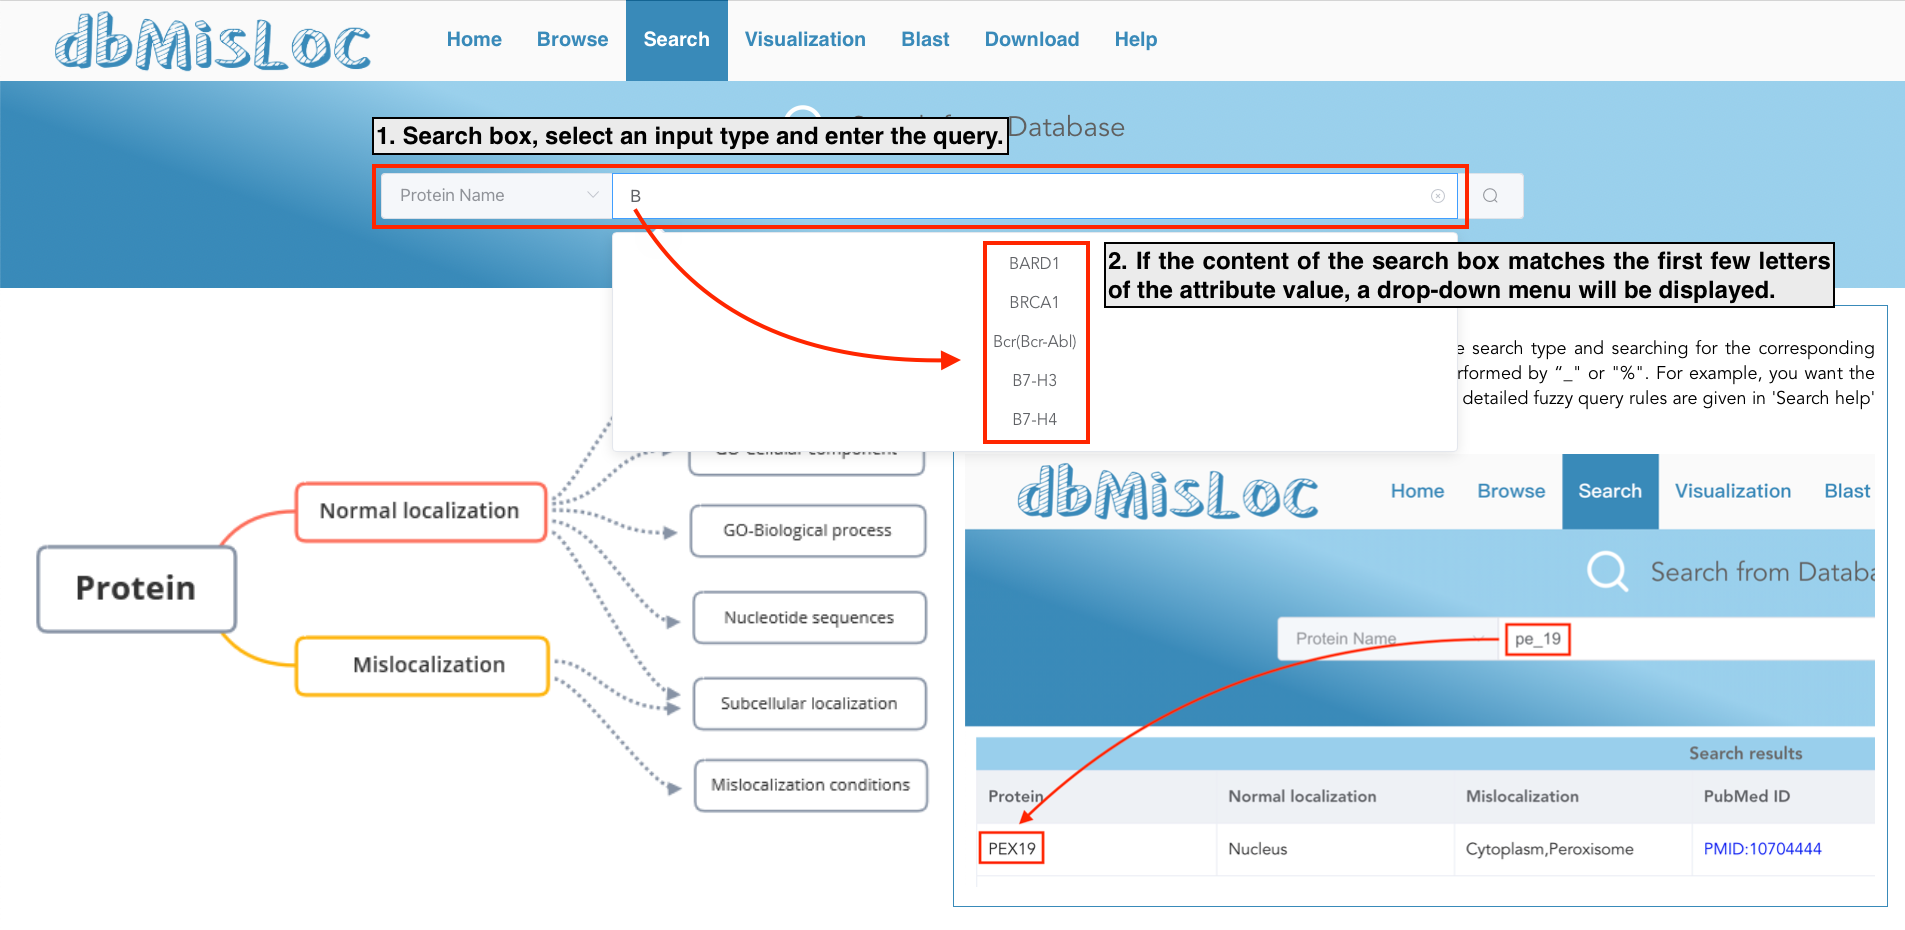 dbMisLoc
Home Browse Search Visualization Blast Download Help
Database
1. Search box, select an input type and enter the query.
Protein Name
B
BARD1
BRCA1
Bcr(Bcr-Abl)
B7-H3
B7-H4
2. If the content of the search box matches the first few letters
of the attribute value, a drop-down menu will be displayed.
e search type and searching for the corresponding
rformed by “_" or "%". For example, you want the
detailed fuzzy query rules are given in 'Search help'
Protein
Normal localization
Mislocalization
GO-Cellular component
GO-Biological process
Nucleotide sequences
Subcellular localization
Mislocalization conditions
dbMisLoc
Home Browse Search Visualization Blast
Search from Databa
Protein Name
pe_19
Search results
Protein Normal localization Mislocalization PubMed ID
PEX19 Nucleus Cytoplasm,Peroxisome PMID:10704444